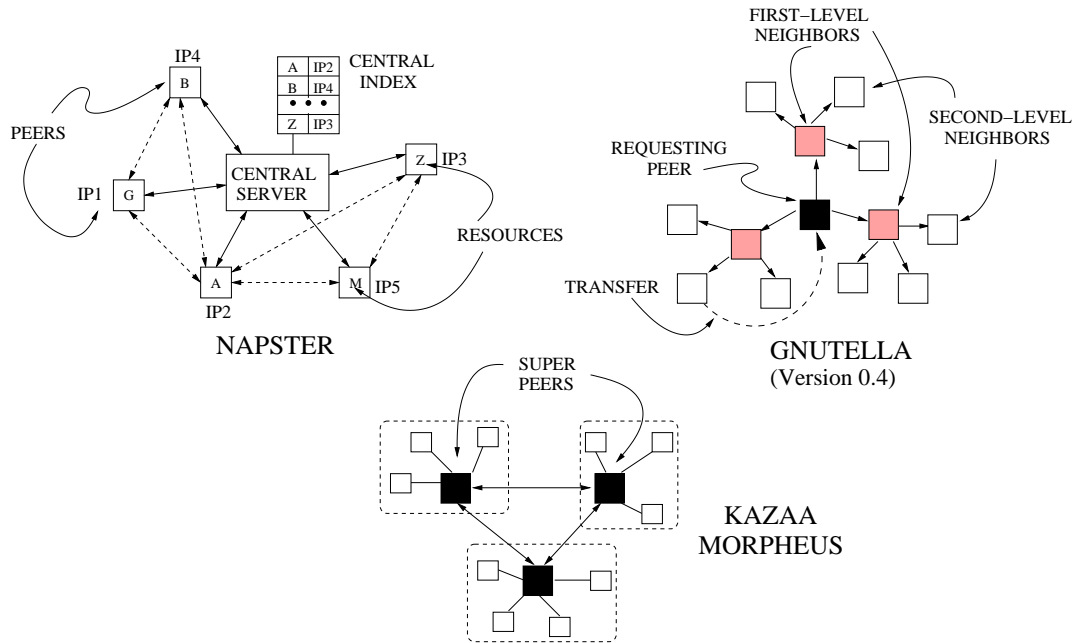 IP4
B
PEERS
A IP2
B IP4
• • •
Z IP3
CENTRAL
INDEX
CENTRAL
SERVER
Z
IP3
IP1
G
RESOURCES
A
IP2
M
IP5
NAPSTER
FIRST−LEVEL
NEIGHBORS
SECOND−LEVEL
NEIGHBORS
REQUESTING
PEER
TRANSFER
GNUTELLA
(Version 0.4)
SUPER
PEERS
KAZAA
MORPHEUS